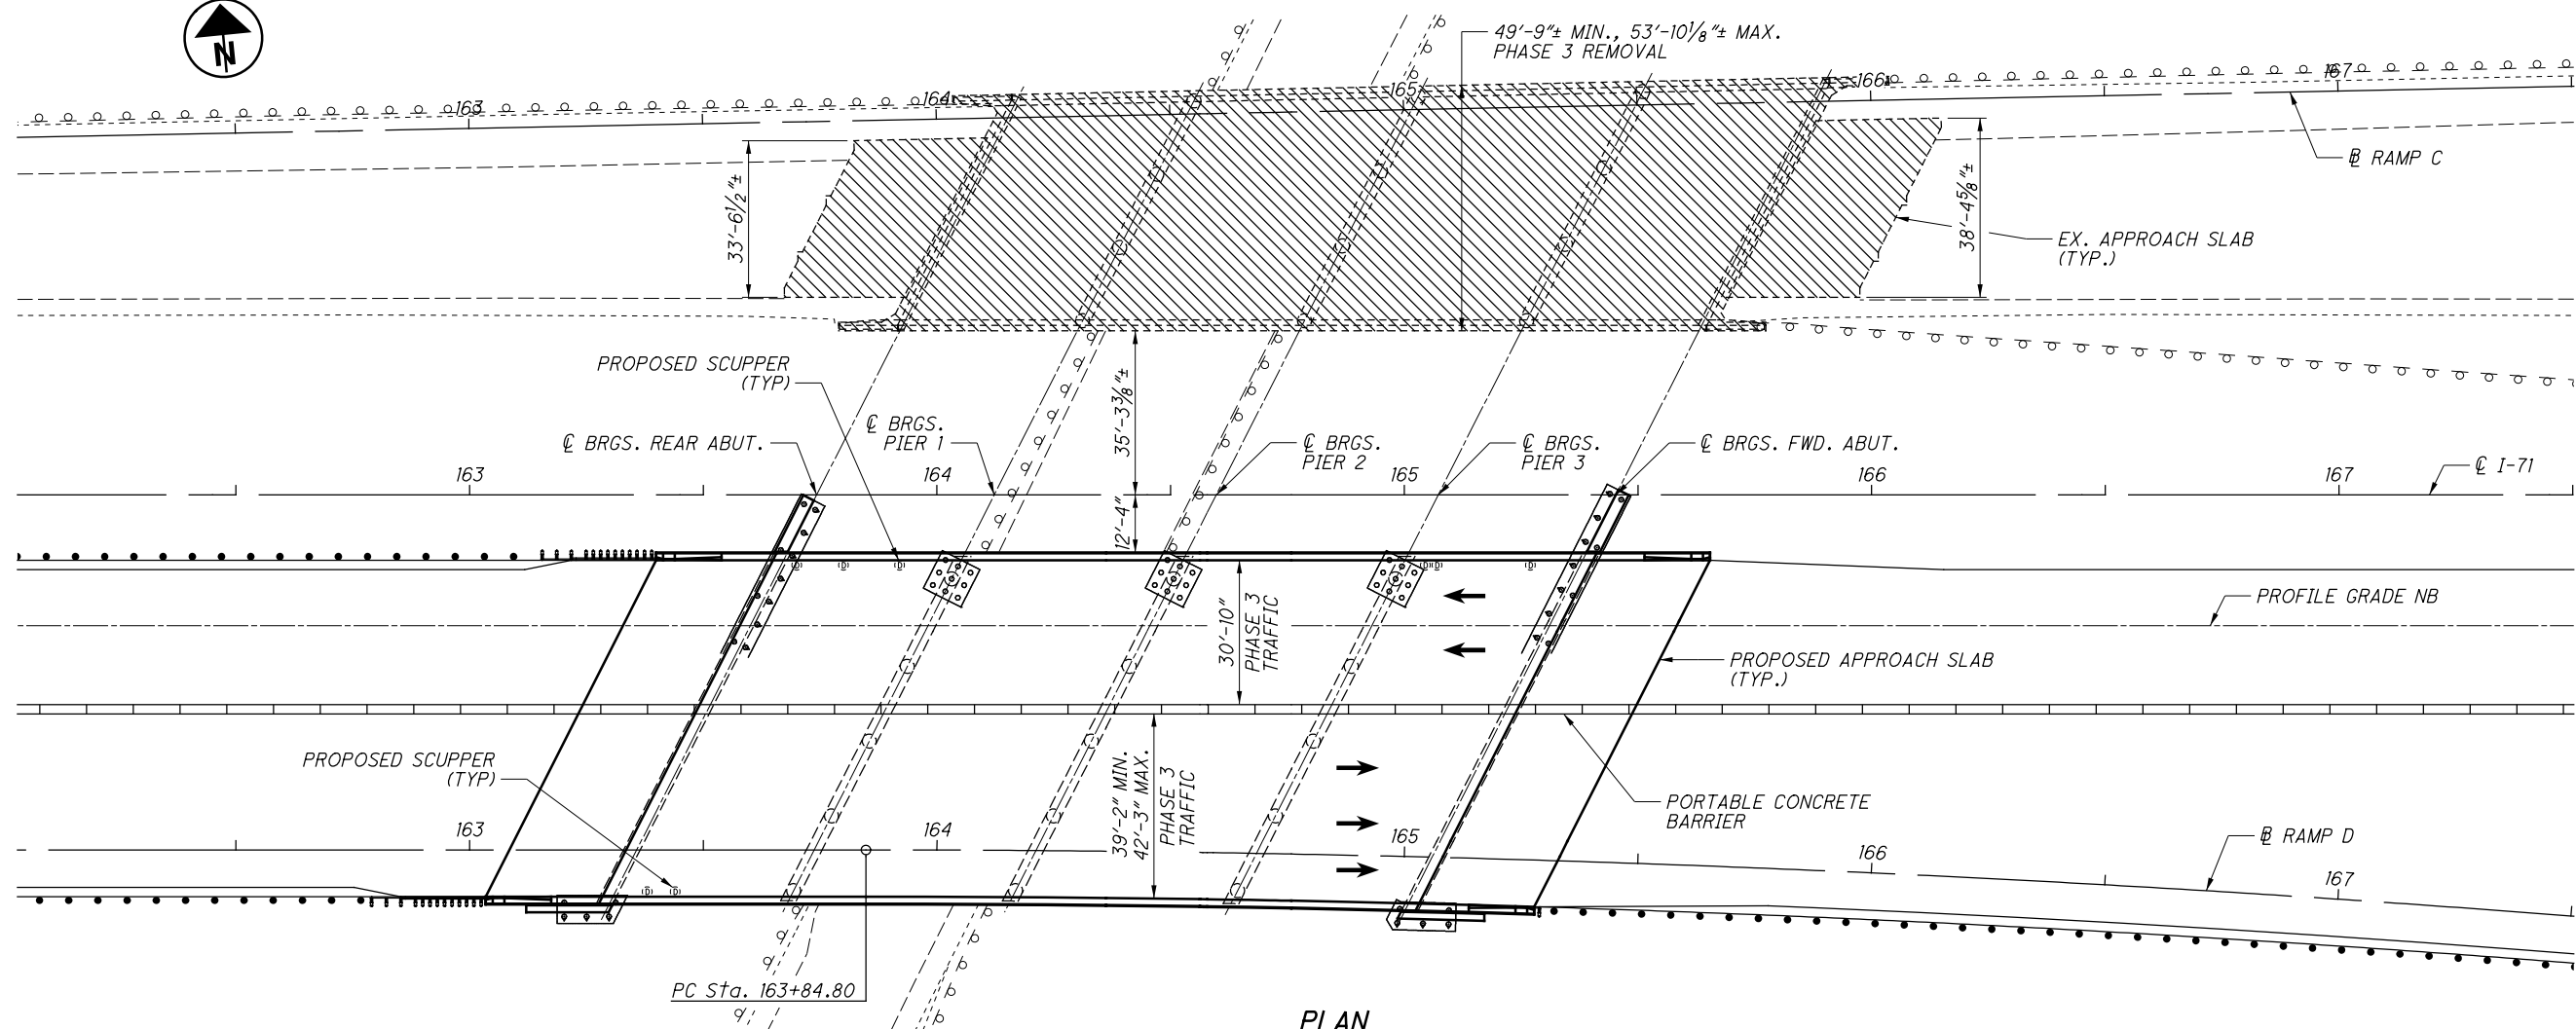 N
49'-9"± MIN., 53'-10⅛"± MAX.
PHASE 3 REMOVAL
163
164
165
166
167
℄ RAMP C
33'-6½"±
38'-4⅝"±
EX. APPROACH SLAB
(TYP.)
PROPOSED SCUPPER
(TYP)
35'-3⅜"±
℄ BRGS. REAR ABUT.
℄ BRGS.
PIER 1
℄ BRGS.
PIER 2
℄ BRGS.
PIER 3
℄ BRGS. FWD. ABUT.
℄ I-71
163
164
165
166
167
12'-4"
30'-10"
PHASE 3
TRAFFIC
PROFILE GRADE NB
PROPOSED APPROACH SLAB
(TYP.)
PROPOSED SCUPPER
(TYP)
39'-2" MIN.
42'-3" MAX.
PHASE 3
TRAFFIC
PORTABLE CONCRETE
BARRIER
163
164
165
166
167
℄ RAMP D
PC Sta. 163+84.80
PLAN